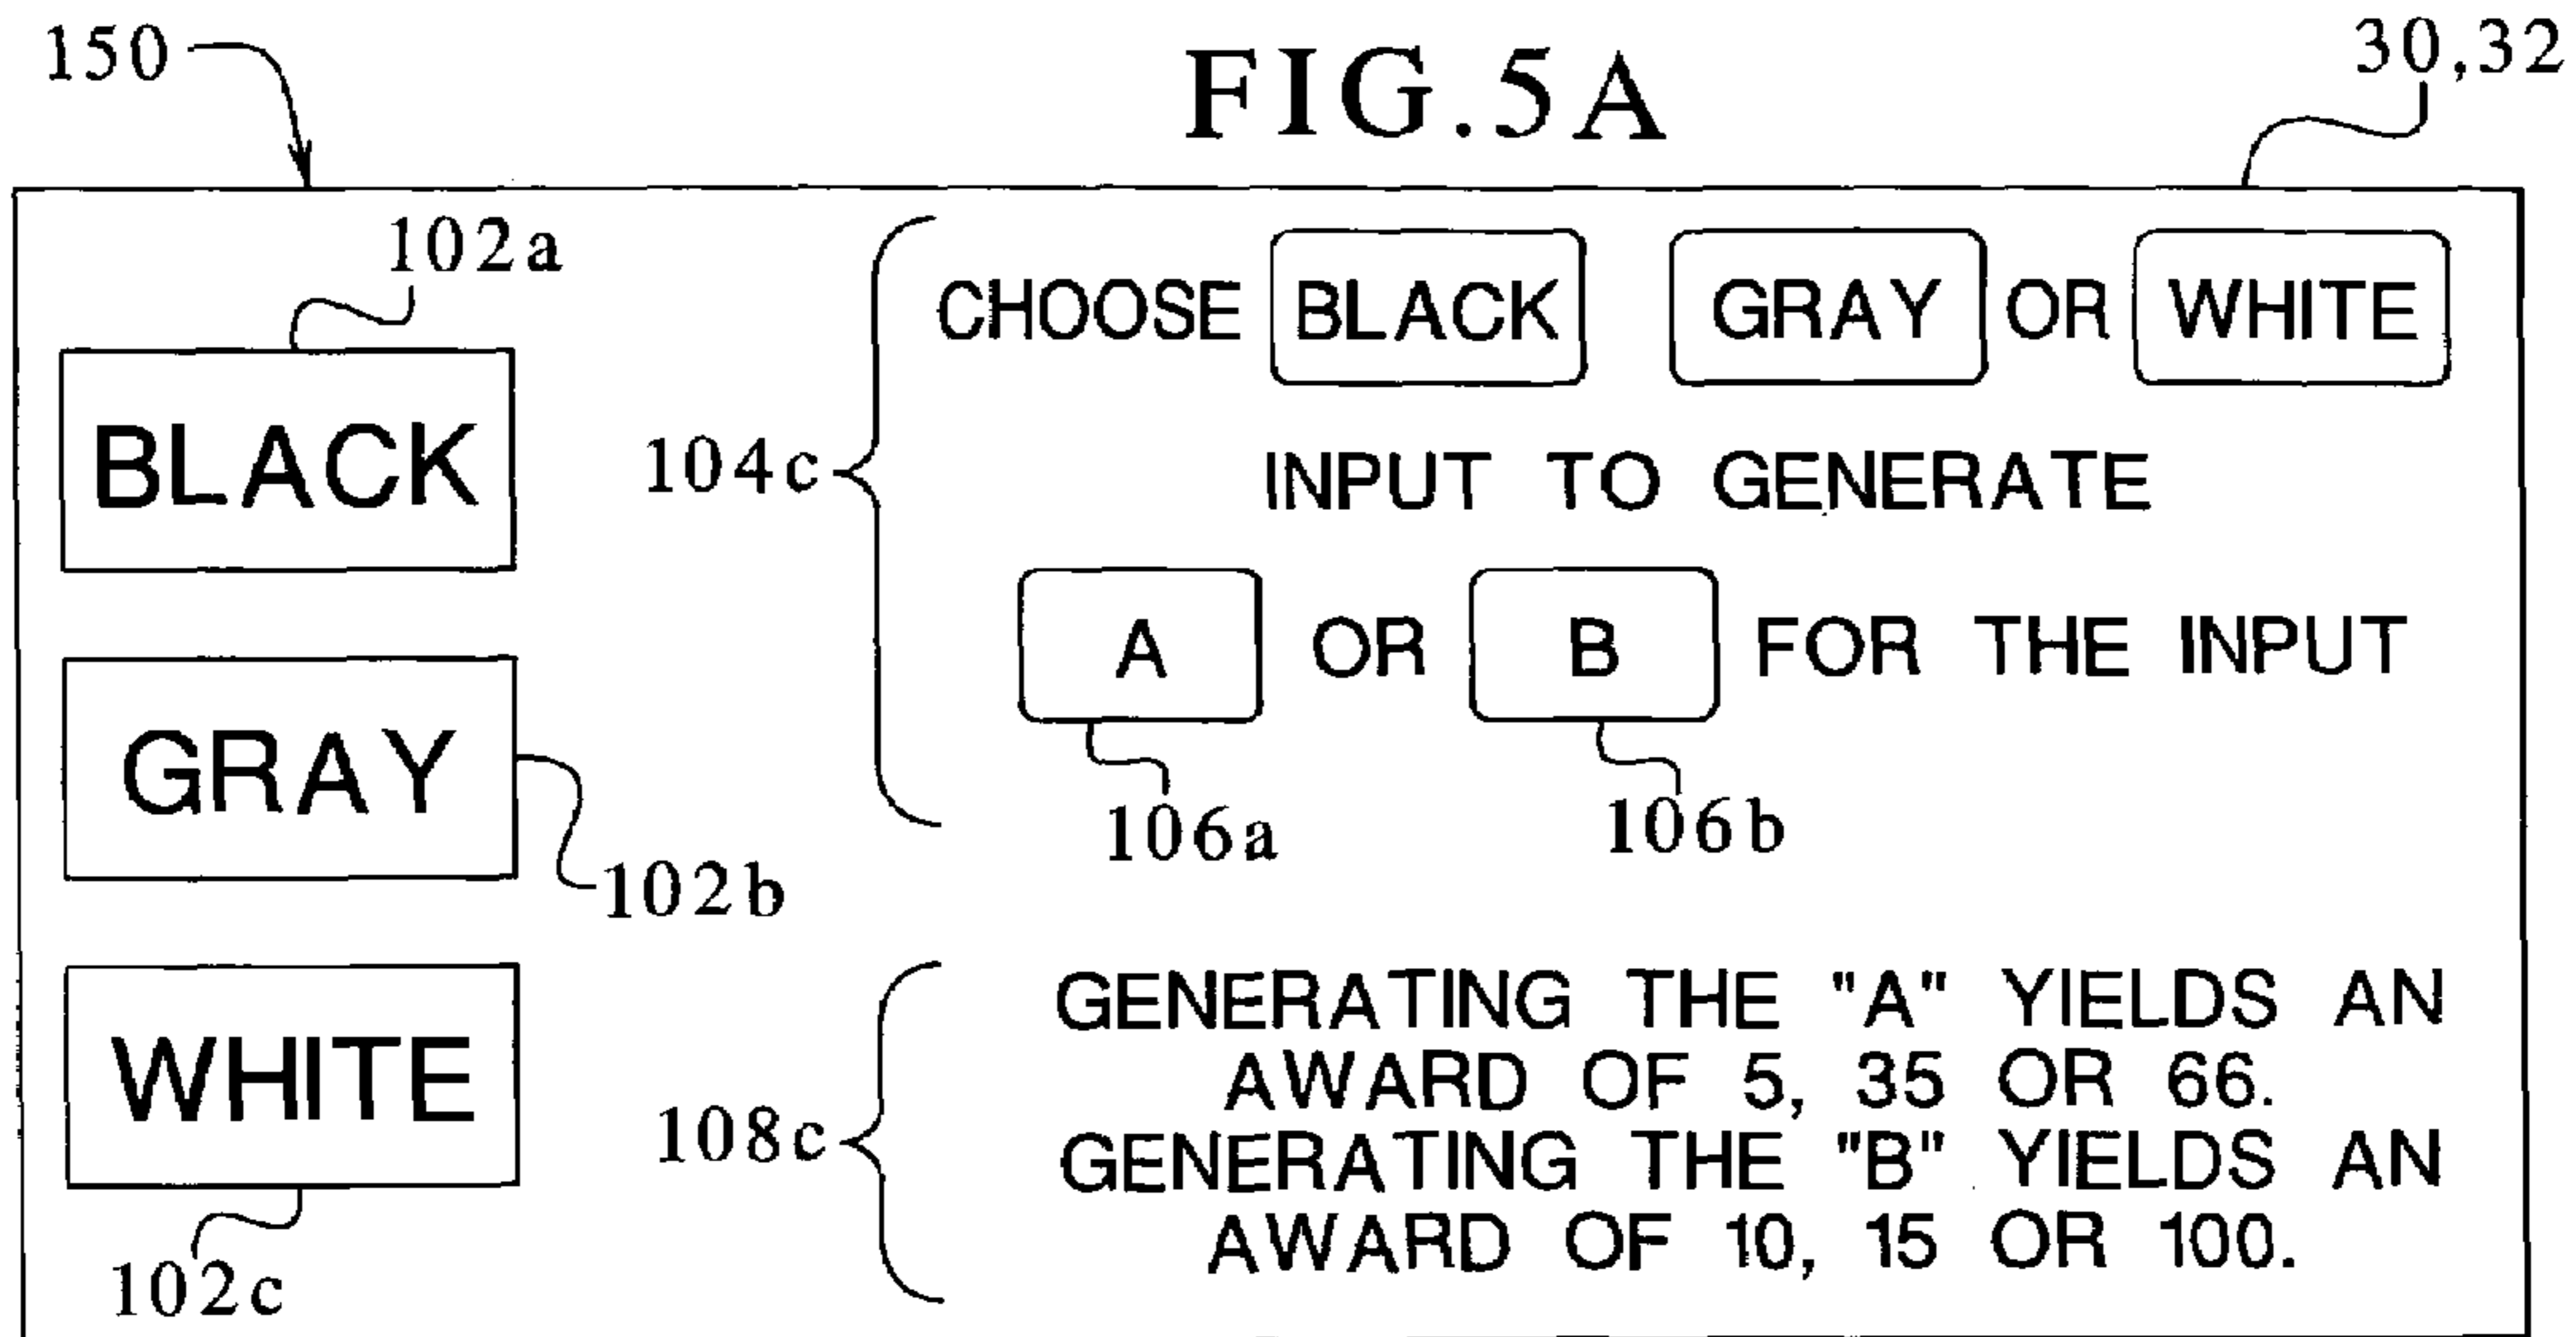 150
FIG.5A
30,32
102a
BLACK
GRAY
102b
WHITE
102c
104c
CHOOSE BLACK GRAY OR WHITE
INPUT TO GENERATE
A OR B FOR THE INPUT
106a
106b
108c
GENERATING THE "A" YIELDS AN
AWARD OF 5, 35 OR 66.
GENERATING THE "B" YIELDS AN
AWARD OF 10, 15 OR 100.